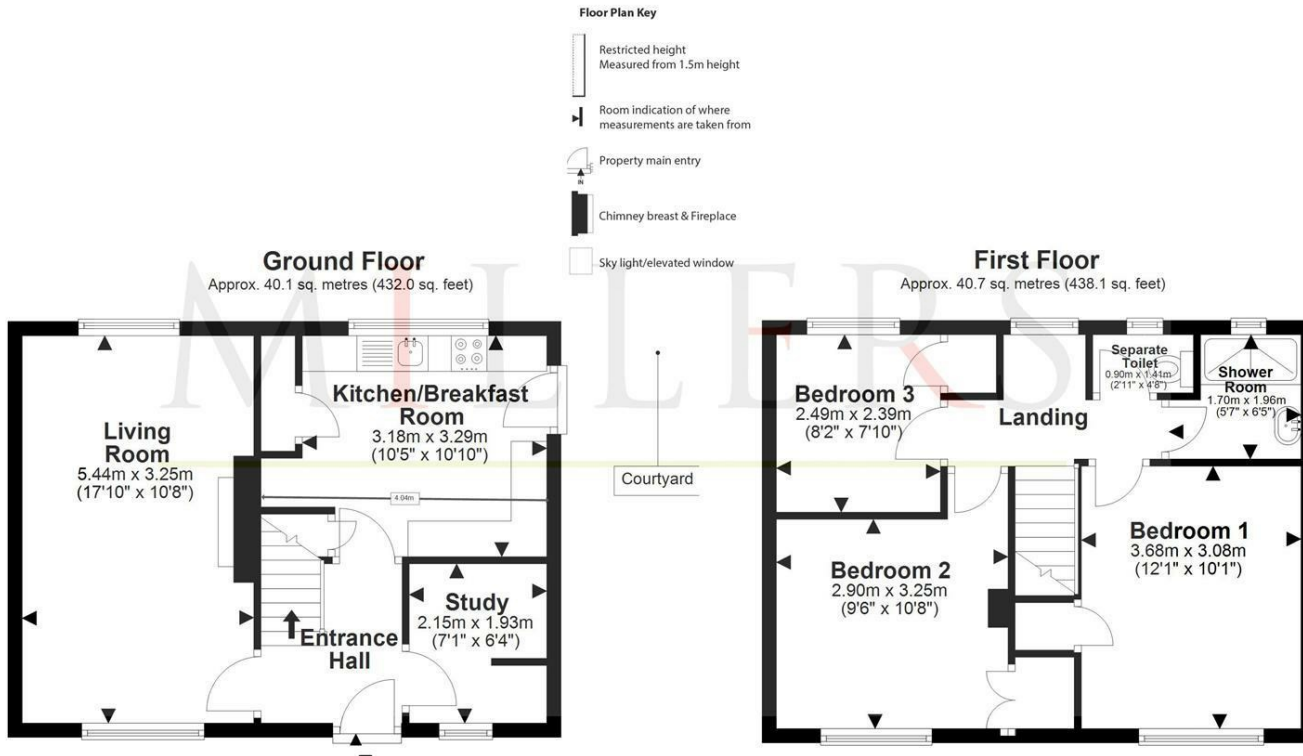 Floor Plan Key
Restricted height
Measured from 1.5m height
Room indication of where
measurements are taken from
Property main entry
IN
Chimney breast & Fireplace
Sky light/elevated window
MILLERS
Ground Floor
Approx. 40.1 sq. metres (432.0 sq. feet)
Living
Room
5.44m x 3.25m
(17'10" x 10'8")
Kitchen/Breakfast
Room
3.18m x 3.29m
(10'5" x 10'10")
4.04m
Study
2.15m x 1.93m
(7'1" x 6'4")
Entrance
Hall
Courtyard
First Floor
Approx. 40.7 sq. metres (438.1 sq. feet)
Bedroom 3
2.49m x 2.39m
(8'2" x 7'10")
Landing
Separate
Toilet
0.90m x 1.41m
(2'11" x 4'8")
Shower
Room
1.70m x 1.96m
(5'7" x 6'5")
Bedroom 2
2.90m x 3.25m
(9'6" x 10'8")
Bedroom 1
3.68m x 3.08m
(12'1" x 10'1")